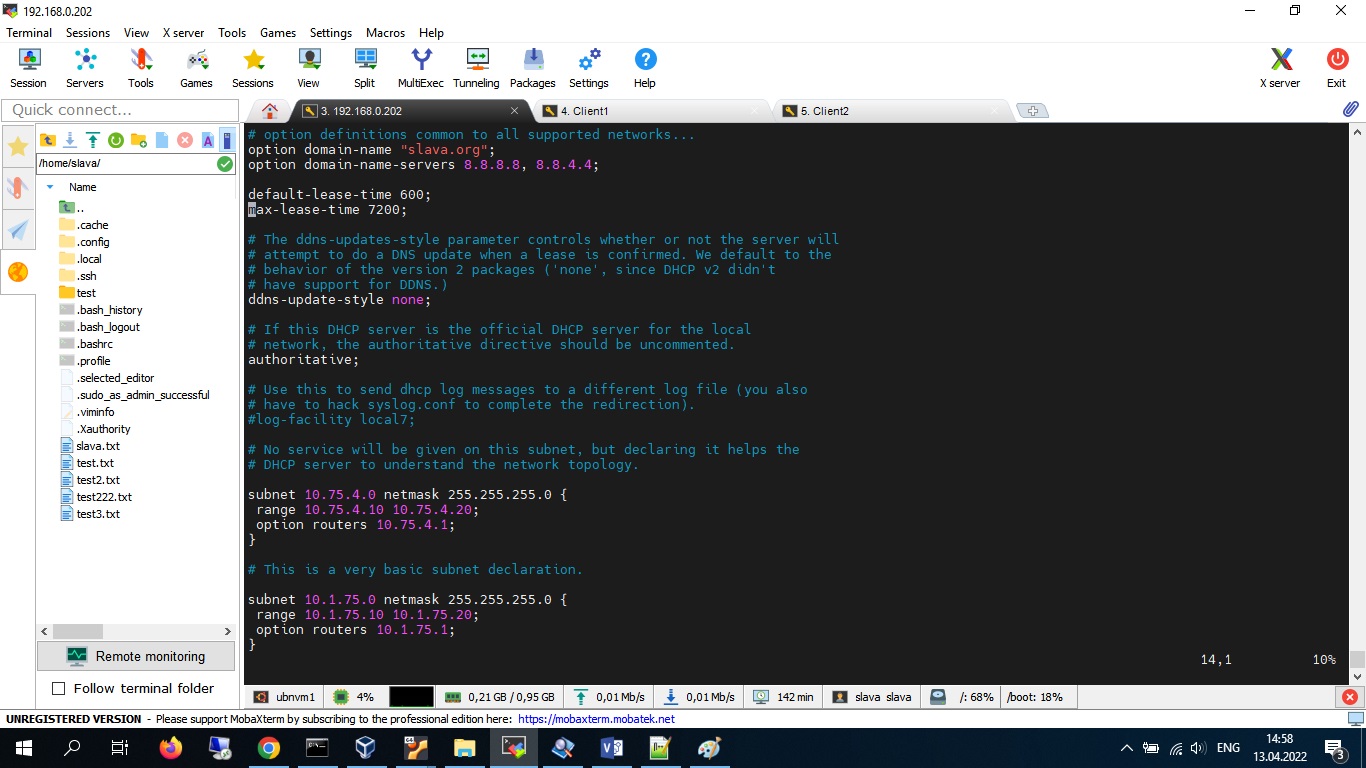 192.168.0.202
Terminal Sessions View X server Tools Games Settings Macros Help
Session Servers Tools Games Sessions View Split MultiExec Tunneling Packages Settings Help X server Exit
Quick connect...
3. 192.168.0.202
4. Client1
5. Client2
/home/slava/
Name
..
.cache
.config
.local
.ssh
test
.bash_history
.bash_logout
.bashrc
.profile
.selected_editor
.sudo_as_admin_successful
.viminfo
.Xauthority
slava.txt
test.txt
test2.txt
test222.txt
test3.txt
Remote monitoring
Follow terminal folder
# option definitions common to all supported networks...
option domain-name "slava.org";
option domain-name-servers 8.8.8.8, 8.8.4.4;
default-lease-time 600;
max-lease-time 7200;
# The ddns-updates-style parameter controls whether or not the server will
# attempt to do a DNS update when a lease is confirmed. We default to the
# behavior of the version 2 packages ('none', since DHCP v2 didn't
# have support for DDNS.)
ddns-update-style none;
# If this DHCP server is the official DHCP server for the local
# network, the authoritative directive should be uncommented.
authoritative;
# Use this to send dhcp log messages to a different log file (you also
# have to hack syslog.conf to complete the redirection).
#log-facility local7;
# No service will be given on this subnet, but declaring it helps the
# DHCP server to understand the network topology.
subnet 10.75.4.0 netmask 255.255.255.0 {
range 10.75.4.10 10.75.4.20;
option routers 10.75.4.1;
}
# This is a very basic subnet declaration.
subnet 10.1.75.0 netmask 255.255.255.0 {
range 10.1.75.10 10.1.75.20;
option routers 10.1.75.1;
}
14,1 10%
ubnvm1 4% 0,21 GB / 0,95 GB 0,01 Mb/s 0,01 Mb/s 142 min slava slava /: 68% /boot: 18%
UNREGISTERED VERSION - Please support MobaXterm by subscribing to the professional edition here: https://mobaxterm.mobatek.net
ENG
14:58
13.04.2022
3